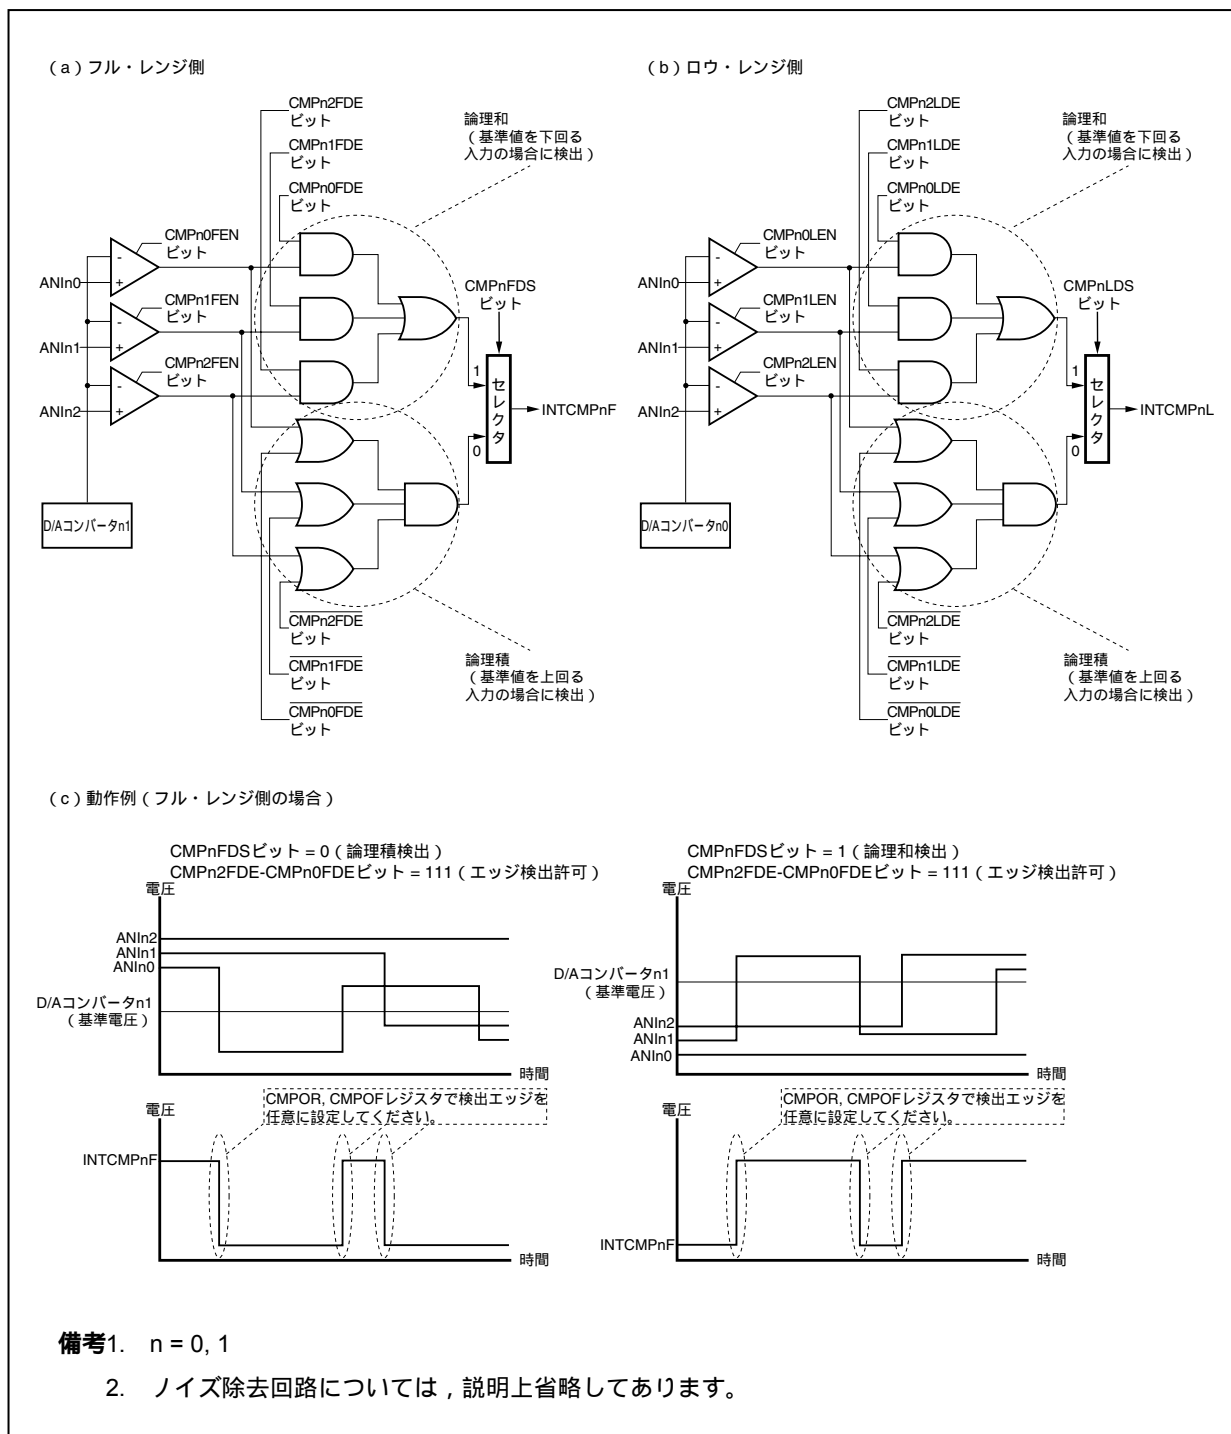 (a)フル・レンジ側
CMPn2FDE
ビット
CMPn1FDE
ビット
CMPn0FDE
ビット
論理和
(基準値を下回る
入力の場合に検出)
CMPn0FEN
ビット
CMPn1FEN
ビット
CMPn2FEN
ビット
-
+
-
+
-
+
ANIn0
ANIn1
ANIn2
D/Aコンバータn1
CMPnFDS
ビット
1
0
セレクタ
INTCMPnF
CMPn2FDE
ビット
CMPn1FDE
ビット
CMPn0FDE
ビット
論理積
(基準値を上回る
入力の場合に検出)
(b)ロウ・レンジ側
CMPn2LDE
ビット
CMPn1LDE
ビット
CMPn0LDE
ビット
論理和
(基準値を下回る
入力の場合に検出)
CMPn0LEN
ビット
CMPn1LEN
ビット
CMPn2LEN
ビット
-
+
-
+
-
+
ANIn0
ANIn1
ANIn2
D/Aコンバータn0
CMPnLDS
ビット
1
0
セレクタ
INTCMPnL
CMPn2LDE
ビット
CMPn1LDE
ビット
CMPn0LDE
ビット
論理積
(基準値を上回る
入力の場合に検出)
(c)動作例(フル・レンジ側の場合)
CMPnFDSビット = 0(論理積検出)
CMPn2FDE-CMPn0FDEビット = 111(エッジ検出許可)
電圧
ANIn2
ANIn1
ANIn0
D/Aコンバータn1
(基準電圧)
時間
電圧
CMPOR, CMPOFレジスタで検出エッジを
任意に設定してください。
INTCMPnF
時間
CMPnFDSビット = 1(論理和検出)
CMPn2FDE-CMPn0FDEビット = 111(エッジ検出許可)
電圧
D/Aコンバータn1
(基準電圧)
ANIn2
ANIn1
ANIn0
時間
電圧
CMPOR, CMPOFレジスタで検出エッジを
任意に設定してください。
INTCMPnF
時間
備考1. n = 0, 1
2. ノイズ除去回路については,説明上省略してあります。